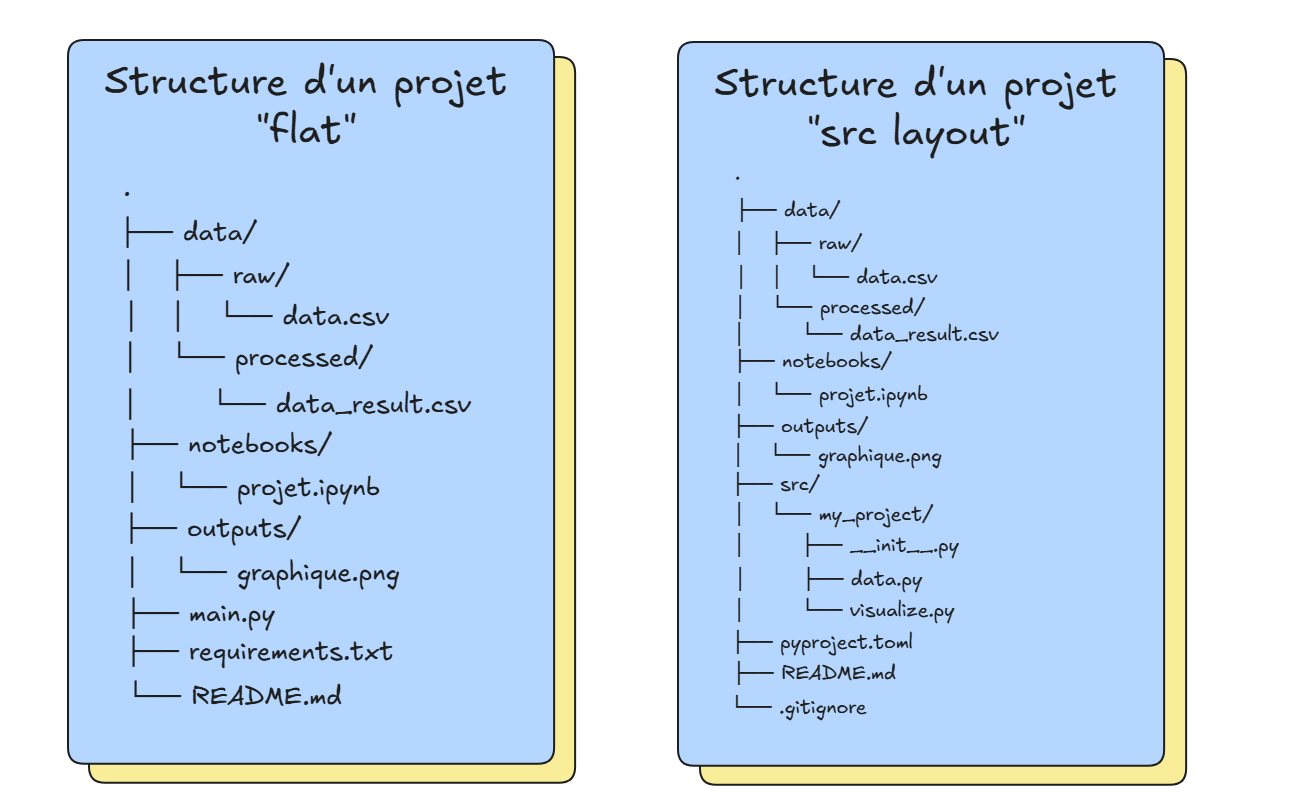 Structure d'un projet
"flat"
.
├── data/
│   ├── raw/
│   │   └── data.csv
│   └── processed/
│       └── data_result.csv
├── notebooks/
│   └── projet.ipynb
├── outputs/
│   └── graphique.png
├── main.py
├── requirements.txt
└── README.md
Structure d'un projet
"src layout"
.
├── data/
│   ├── raw/
│   │   └── data.csv
│   └── processed/
│       └── data_result.csv
├── notebooks/
│   └── projet.ipynb
├── outputs/
│   └── graphique.png
├── src/
│   └── my_project/
│       ├── __init__.py
│       ├── data.py
│       └── visualize.py
├── pyproject.toml
├── README.md
└── .gitignore